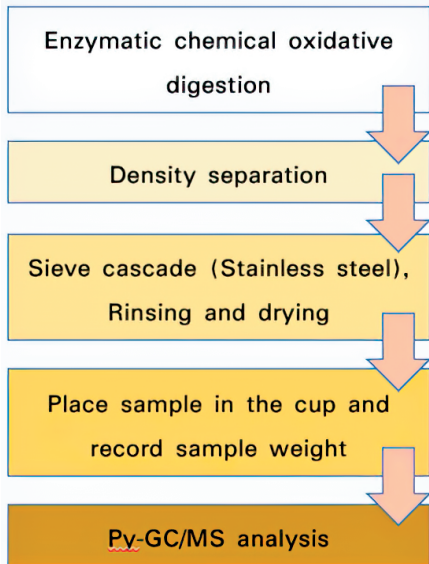 Enzymatic chemical oxidative
digestion
Density separation
Sieve cascade (Stainless steel),
Rinsing and drying
Place sample in the cup and
record sample weight
Py-GC/MS analysis